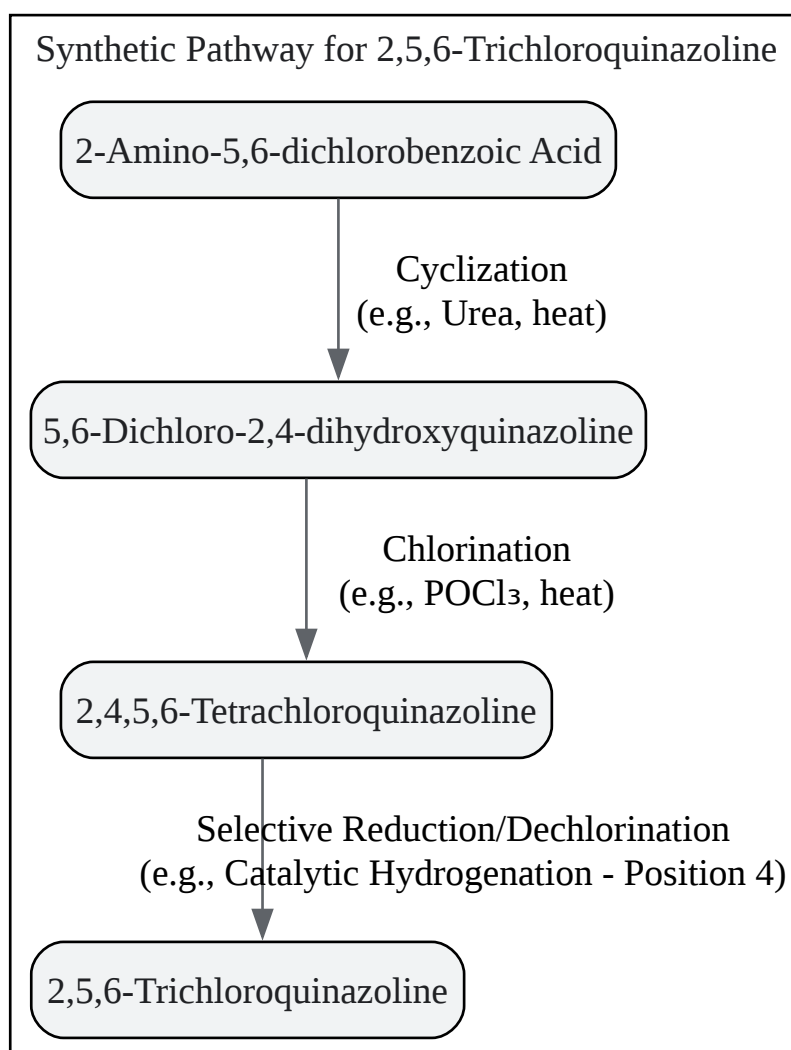 Synthetic Pathway for 2,5,6-Trichloroquinazoline
2-Amino-5,6-dichlorobenzoic Acid
Cyclization
(e.g., Urea, heat)
5,6-Dichloro-2,4-dihydroxyquinazoline
Chlorination
(e.g., POCl₃, heat)
2,4,5,6-Tetrachloroquinazoline
Selective Reduction/Dechlorination
(e.g., Catalytic Hydrogenation - Position 4)
2,5,6-Trichloroquinazoline